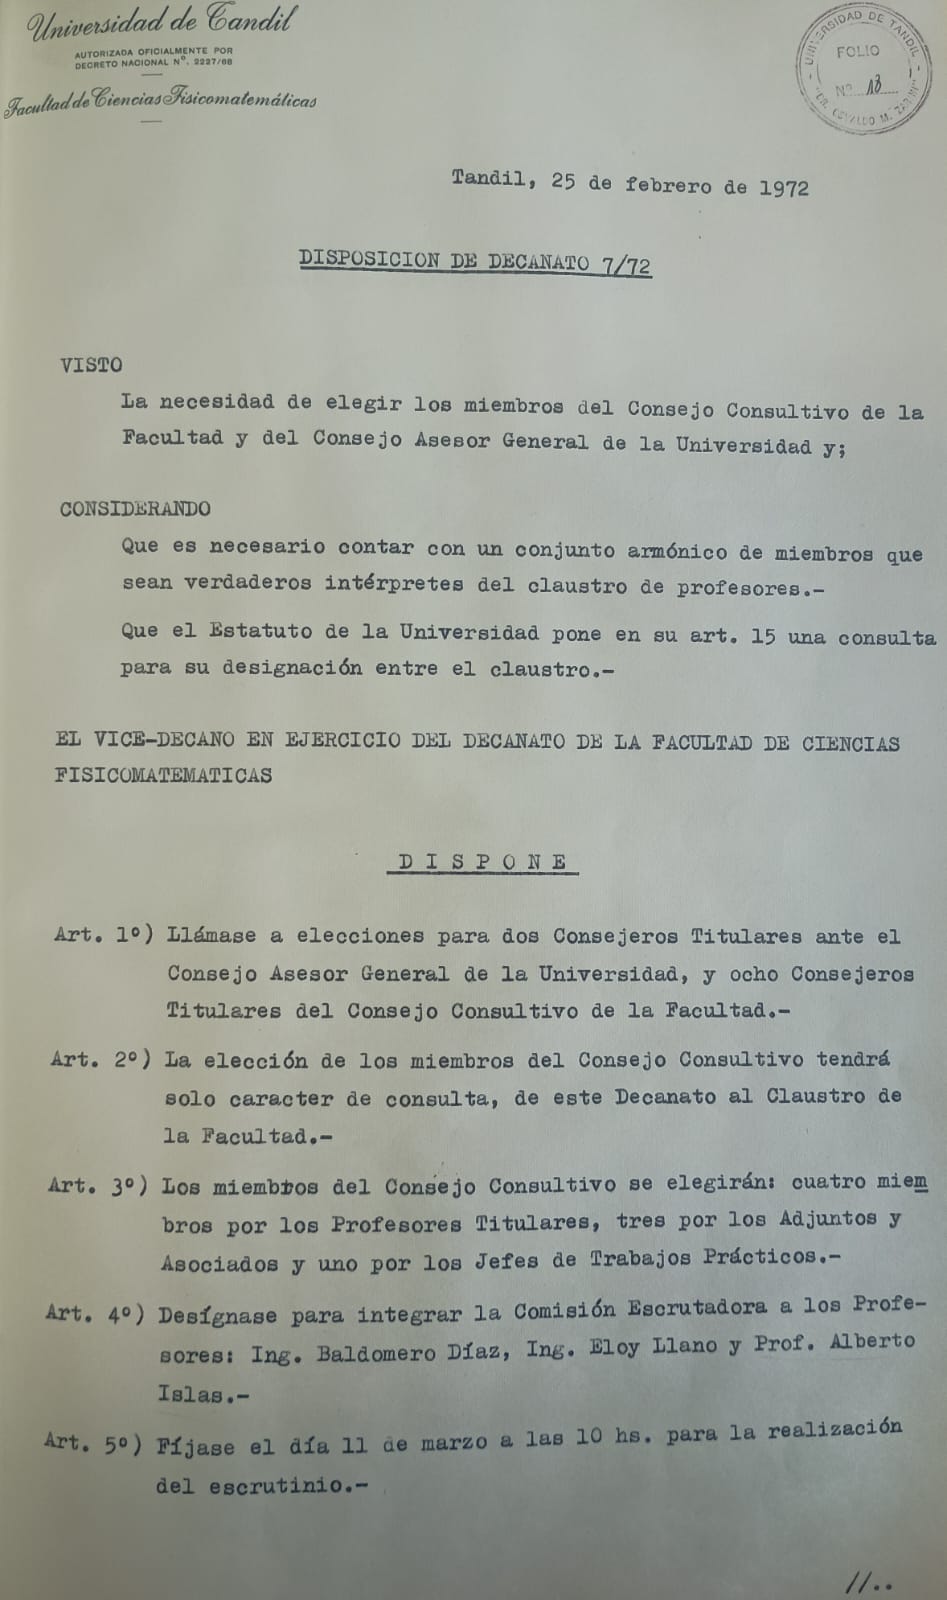 Universidad de Tandil
AUTORIZADA OFICIALMENTE POR
DECRETO NACIONAL Nº. 2227/68
Facultad de Ciencias Fisicomatemáticas
UNIVERSIDAD DE TANDIL
FOLIO
Nº 18
"DR. OSVALDO M. ZARINI"
Tandil, 25 de febrero de 1972
DISPOSICION DE DECANATO 7/72
VISTO
La necesidad de elegir los miembros del Consejo Consultivo de la
Facultad y del Consejo Asesor General de la Universidad y;
CONSIDERANDO
Que es necesario contar con un conjunto armónico de miembros que
sean verdaderos intérpretes del claustro de profesores.-
Que el Estatuto de la Universidad pone en su art. 15 una consulta
para su designación entre el claustro.-
EL VICE-DECANO EN EJERCICIO DEL DECANATO DE LA FACULTAD DE CIENCIAS
FISICOMATEMATICAS
D I S P O N E
Art. 1º) Llámase a elecciones para dos Consejeros Titulares ante el
Consejo Asesor General de la Universidad, y ocho Consejeros
Titulares del Consejo Consultivo de la Facultad.-
Art. 2º) La elección de los miembros del Consejo Consultivo tendrá
solo caracter de consulta, de este Decanato al Claustro de
la Facultad.-
Art. 3º) Los miembros del Consejo Consultivo se elegirán: cuatro miem
bros por los Profesores Titulares, tres por los Adjuntos y
Asociados y uno por los Jefes de Trabajos Prácticos.-
Art. 4º) Desígnase para integrar la Comisión Escrutadora a los Profe-
sores: Ing. Baldomero Díaz, Ing. Eloy Llano y Prof. Alberto
Islas.-
Art. 5º) Fíjase el día 11 de marzo a las 10 hs. para la realización
del escrutinio.-
//..